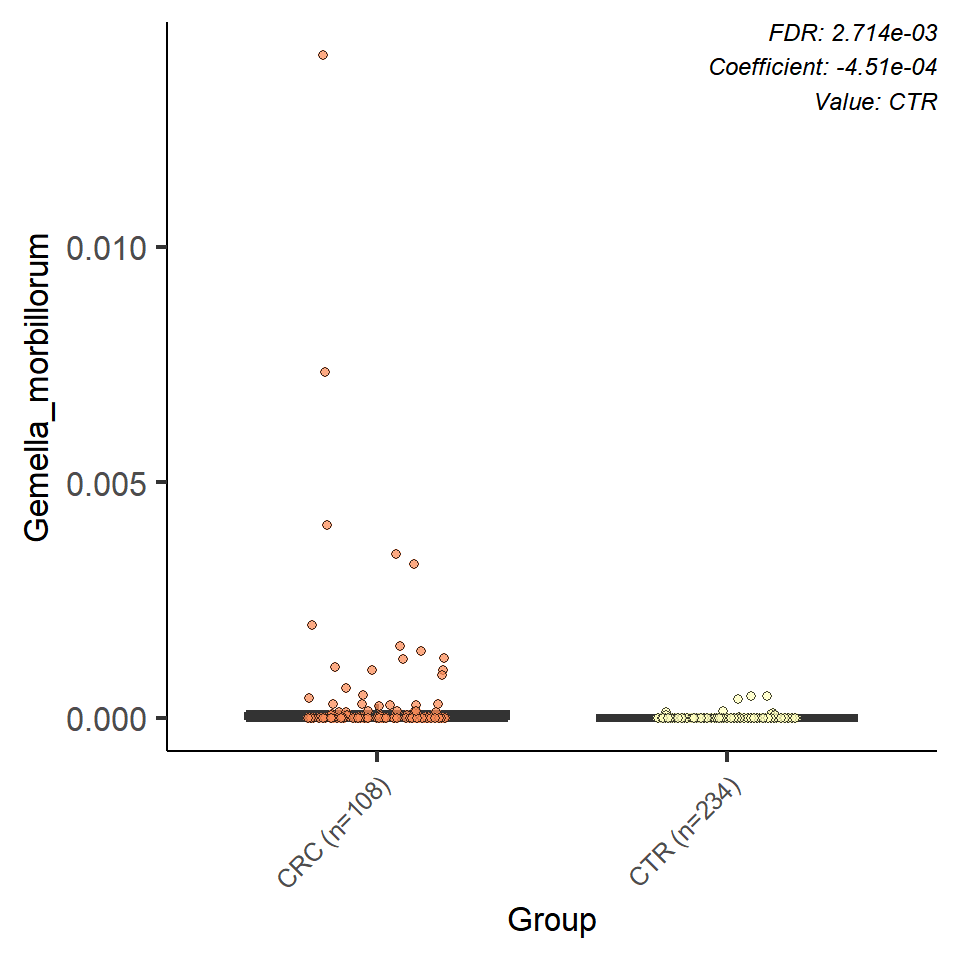 FDR: 2.714e-03
Coefficient: -4.51e-04
Value: CTR
Gemella_morbillorum
0.010
0.005
0.000
CRC (n=108)
CTR (n=234)
Group